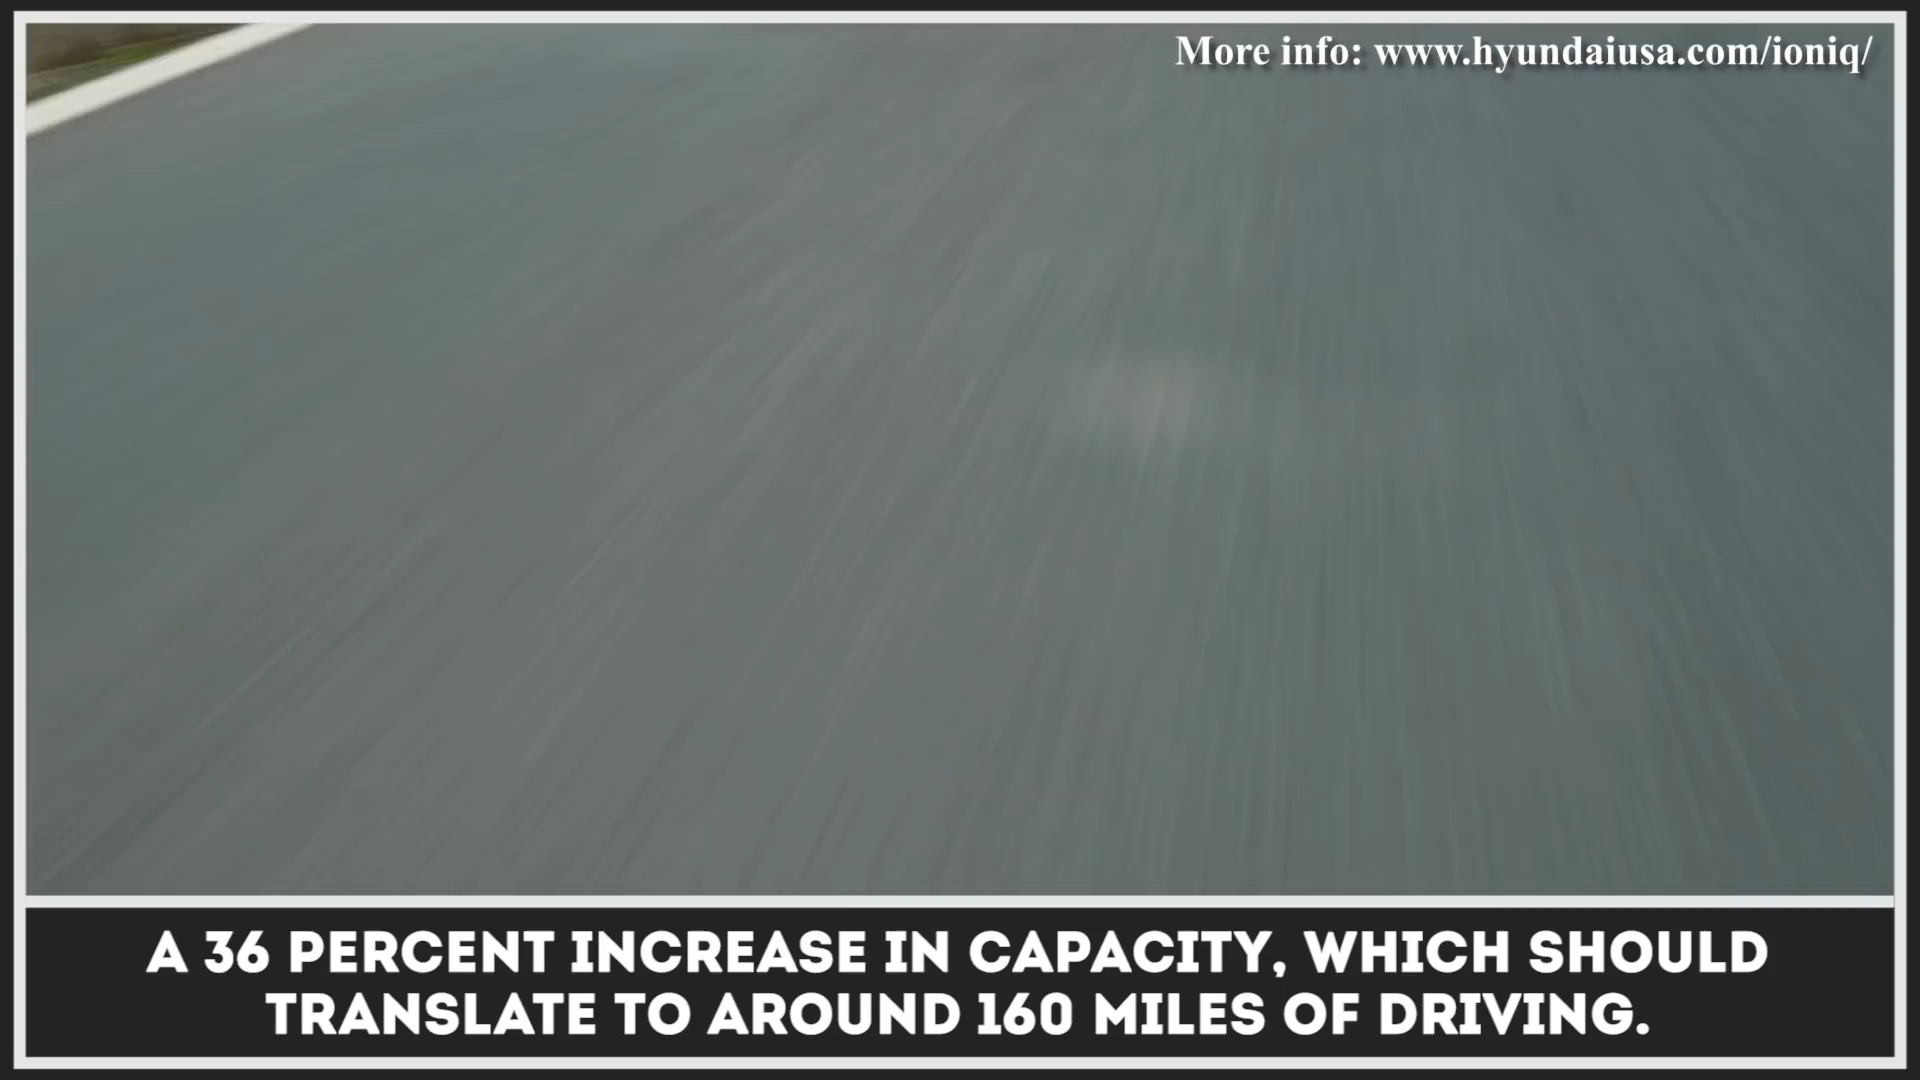 More info: www.hyundaiusa.com/ioniq/
A 36 PERCENT INCREASE IN CAPACITY, WHICH SHOULD
TRANSLATE TO AROUND 160 MILES OF DRIVING.